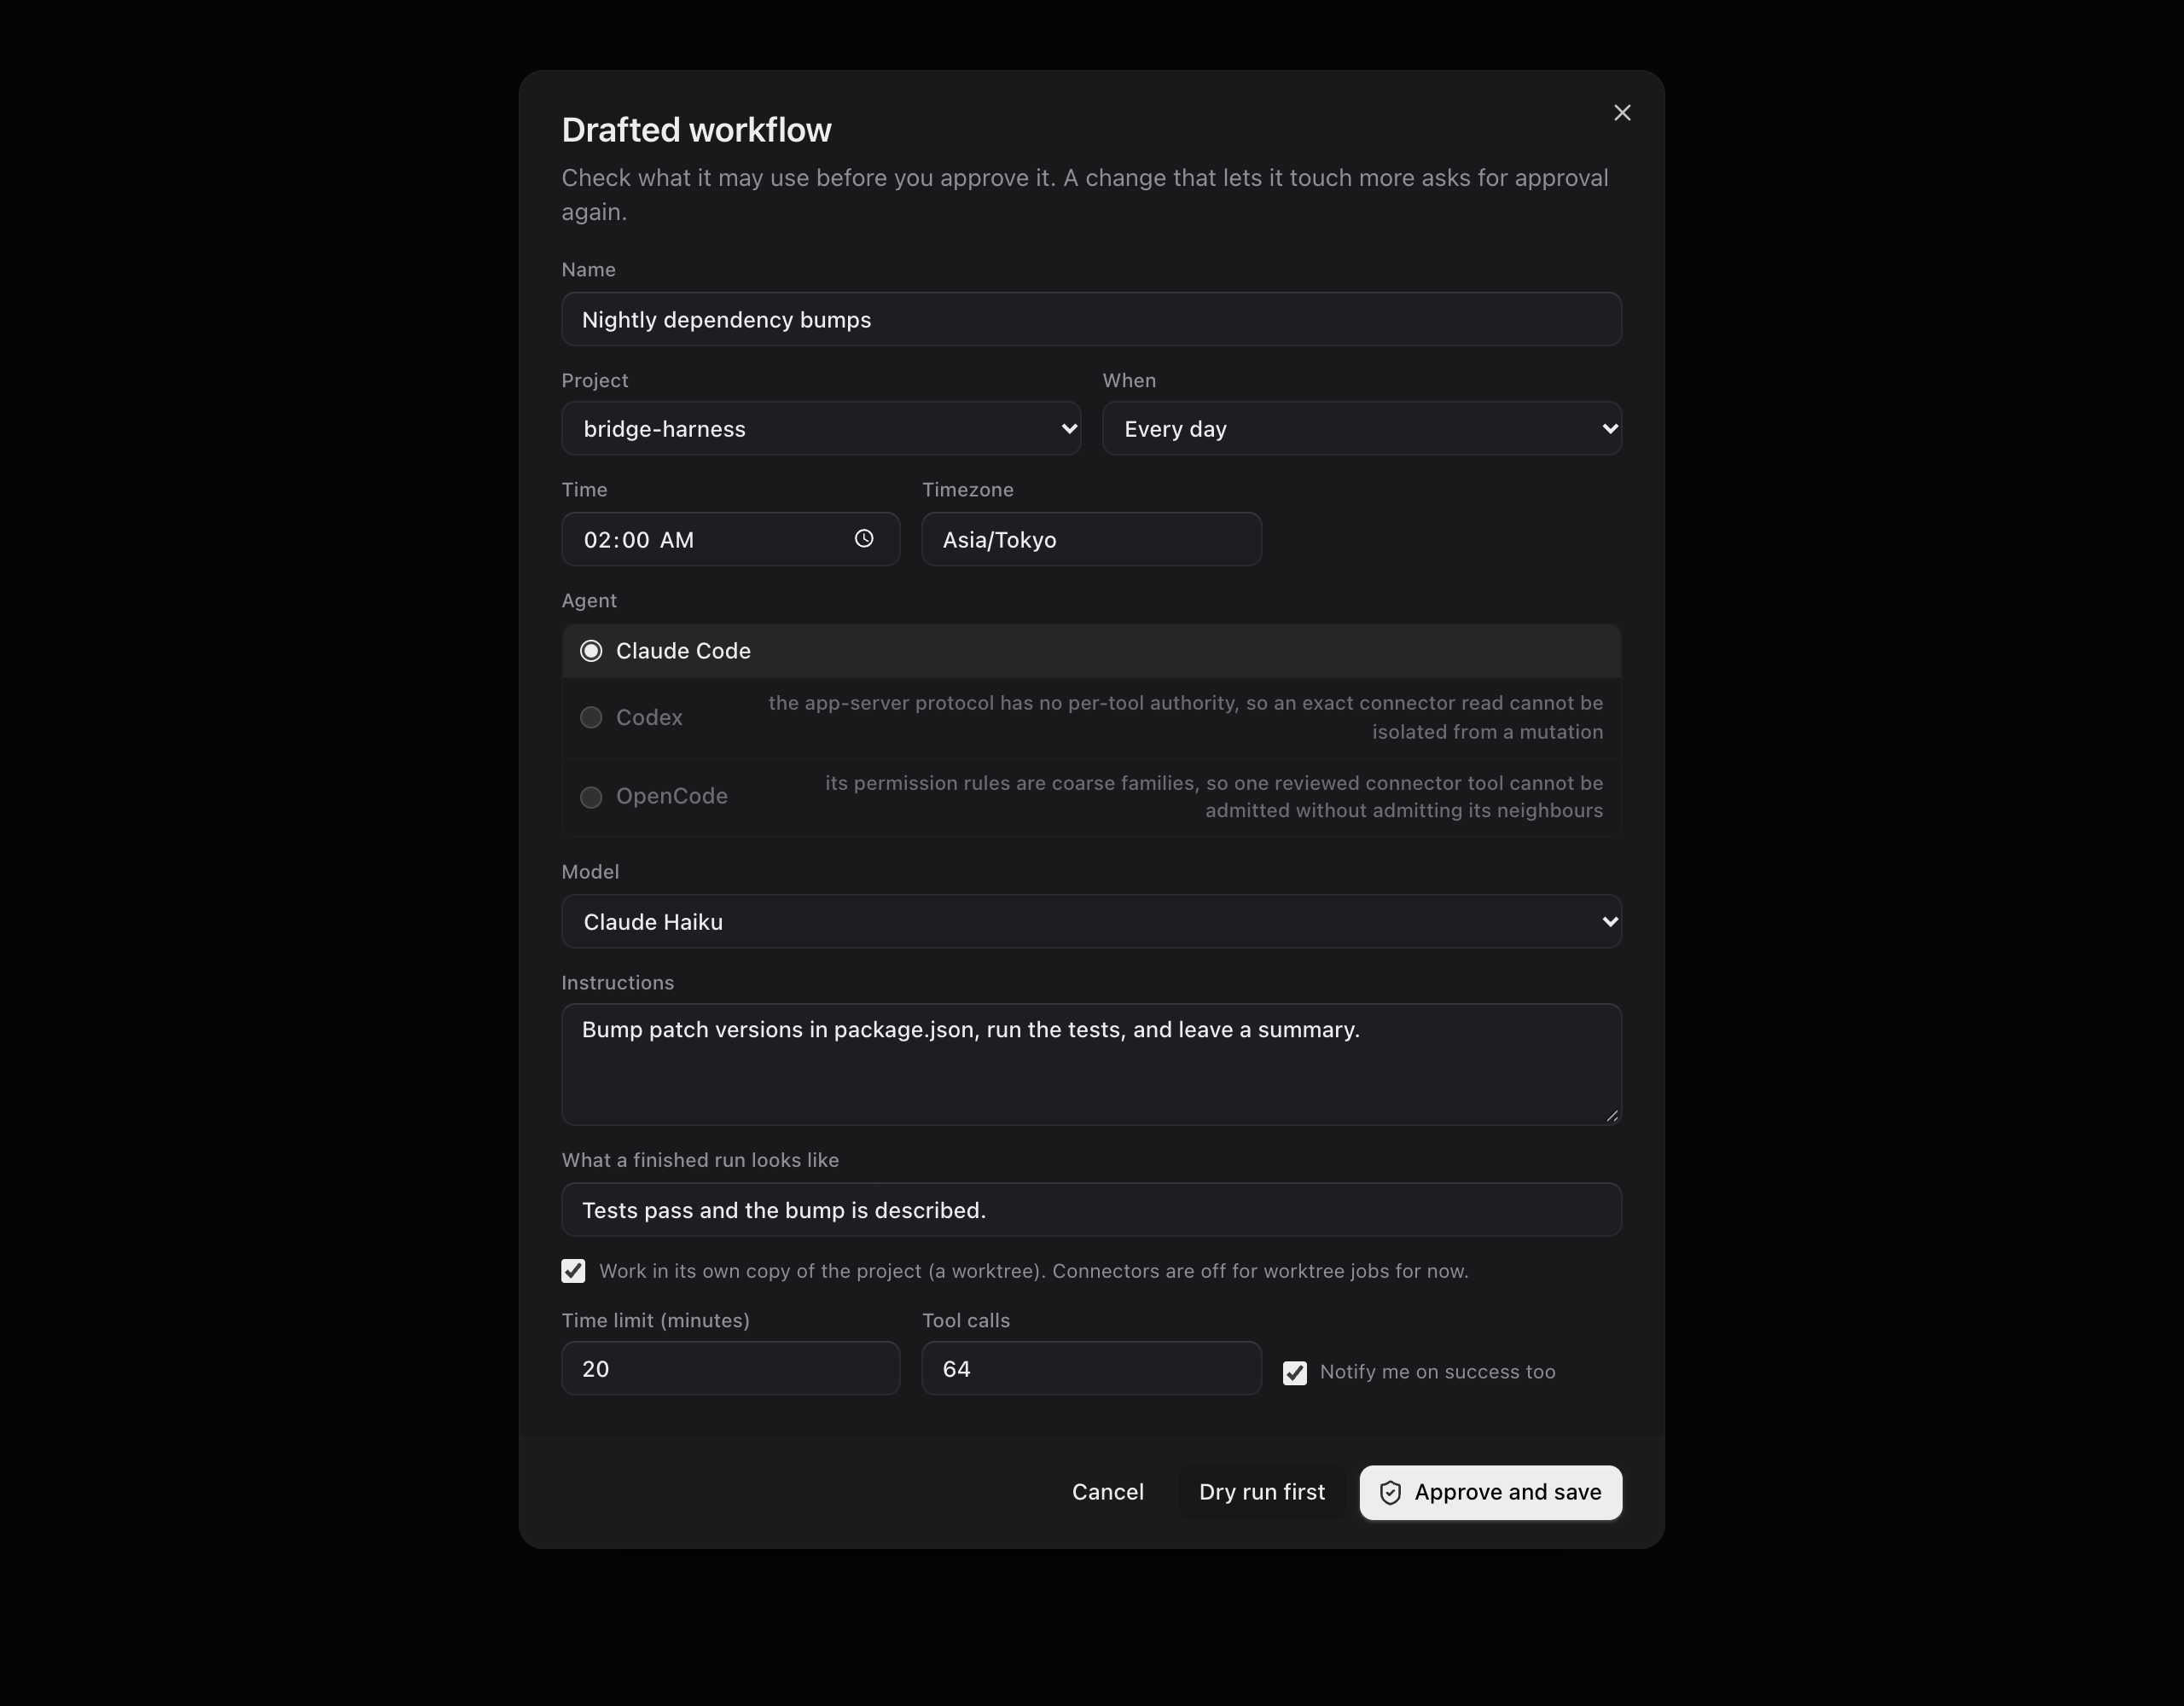 Drafted workflow
Check what it may use before you approve it. A change that lets it touch more asks for approval
again.
Name
Nightly dependency bumps
Project
When
bridge-harness
Every day
Time
Timezone
02:00 AM
Asia/Tokyo
Agent
Claude Code
Codex
the app-server protocol has no per-tool authority, so an exact connector read cannot be
isolated from a mutation
OpenCode
its permission rules are coarse families, so one reviewed connector tool cannot be
admitted without admitting its neighbours
Model
Claude Haiku
Instructions
Bump patch versions in package.json, run the tests, and leave a summary.
What a finished run looks like
Tests pass and the bump is described.
Work in its own copy of the project (a worktree). Connectors are off for worktree jobs for now.
Time limit (minutes)
Tool calls
20
64
Notify me on success too
Cancel
Dry run first
Approve and save